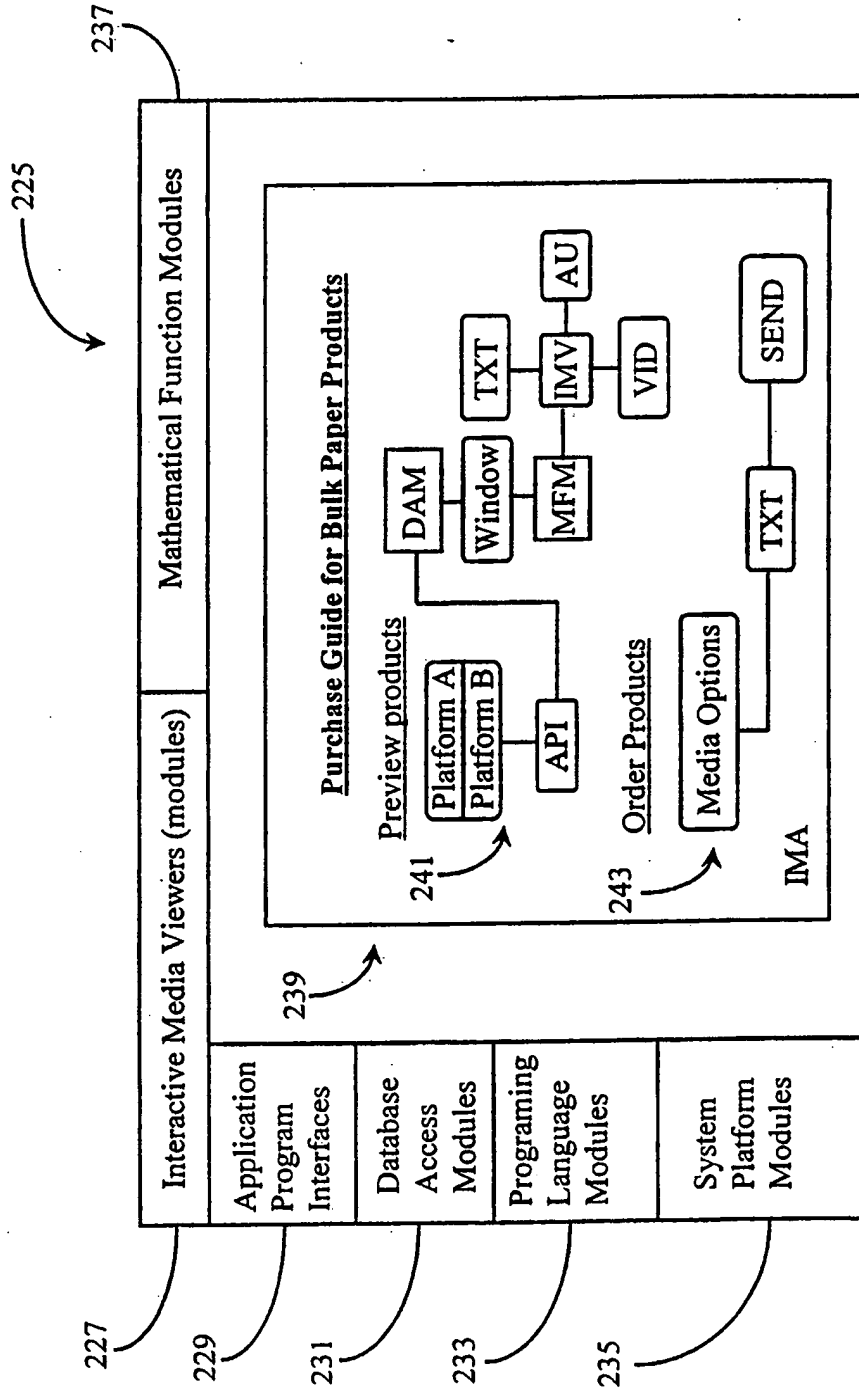 225
237
Interactive Media Viewers (modules)
Mathematical Function Modules
227
229
Application
Program
Interfaces
231
Database
Access
Modules
233
Programing
Language
Modules
235
System
Platform
Modules
239
Purchase Guide for Bulk Paper Products
Preview products
241
Platform A
Platform B
API
DAM
Window
MFM
TXT
IMV
AU
VID
Order Products
243
Media Options
TXT
SEND
IMA